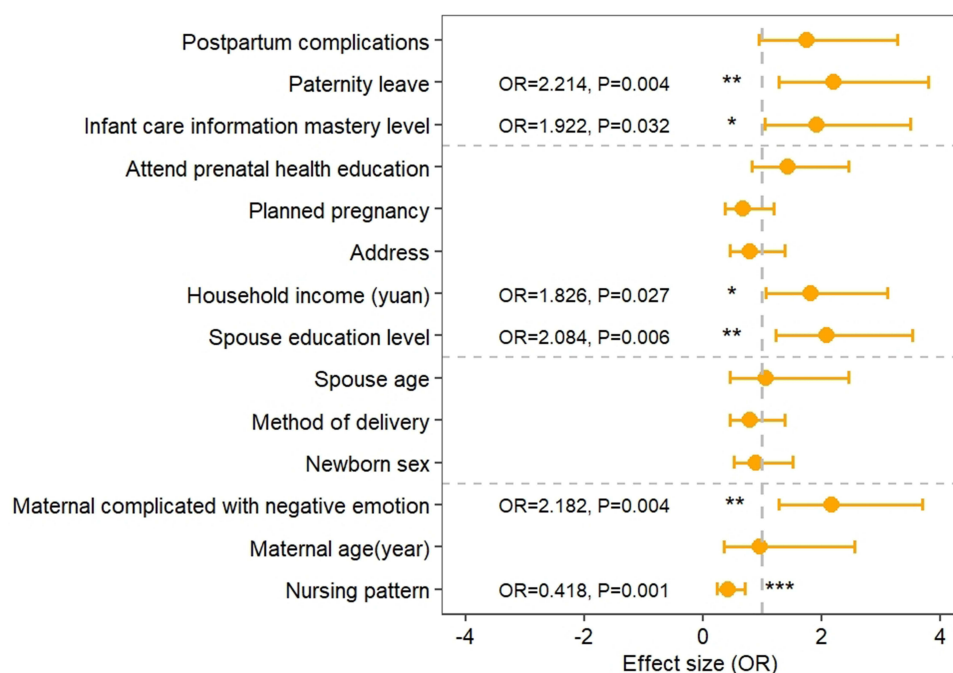 Postpartum complications
Paternity leave OR=2.214, P=0.004 **
Infant care information mastery level OR=1.922, P=0.032 *
Attend prenatal health education
Planned pregnancy
Address
Household income (yuan) OR=1.826, P=0.027 *
Spouse education level OR=2.084, P=0.006 **
Spouse age
Method of delivery
Newborn sex
Maternal complicated with negative emotion OR=2.182, P=0.004 **
Maternal age(year)
Nursing pattern OR=0.418, P=0.001 ***
-4 -2 0 2 4
Effect size (OR)